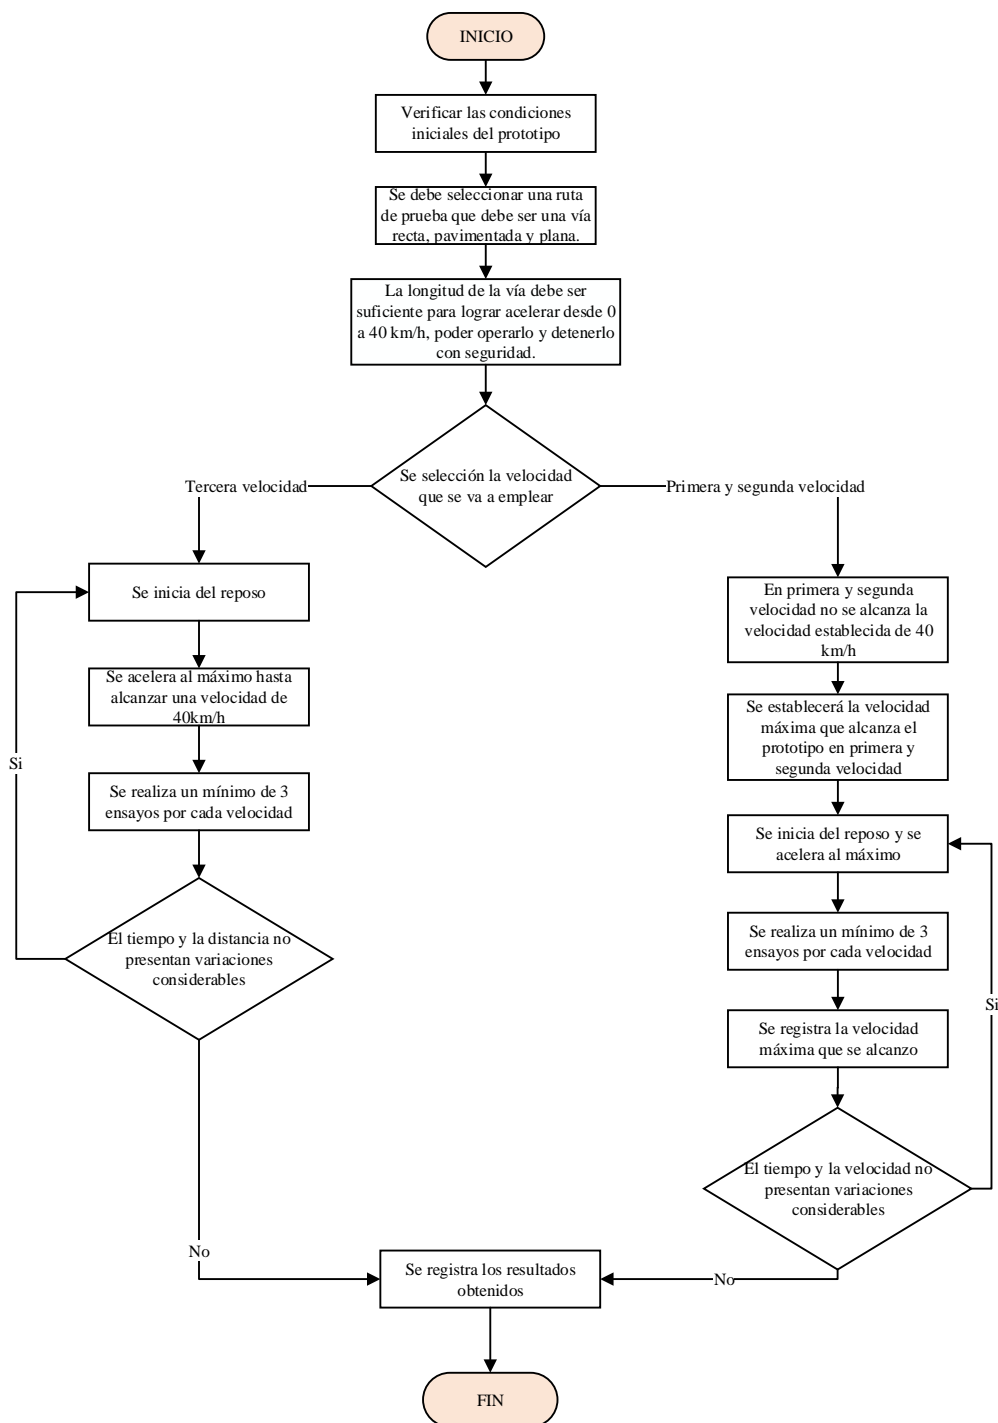 INICIO
Verificar las condiciones
iniciales del prototipo
Se debe seleccionar una ruta
de prueba que debe ser una vía
recta, pavimentada y plana.
La longitud de la vía debe ser
suficiente para lograr acelerar desde 0
a 40 km/h, poder operarlo y detenerlo
con seguridad.
Se selección la velocidad
que se va a emplear
Tercera velocidad
Primera y segunda velocidad
Se inicia del reposo
Se acelera al máximo hasta
alcanzar una velocidad de
40km/h
Se realiza un mínimo de 3
ensayos por cada velocidad
El tiempo y la distancia no
presentan variaciones
considerables
Si
No
En primera y segunda
velocidad no se alcanza la
velocidad establecida de 40
km/h
Se establecerá la velocidad
máxima que alcanza el
prototipo en primera y
segunda velocidad
Se inicia del reposo y se
acelera al máximo
Se realiza un mínimo de 3
ensayos por cada velocidad
Se registra la velocidad
máxima que se alcanzo
El tiempo y la velocidad no
presentan variaciones
considerables
Si
No
Se registra los resultados
obtenidos
FIN